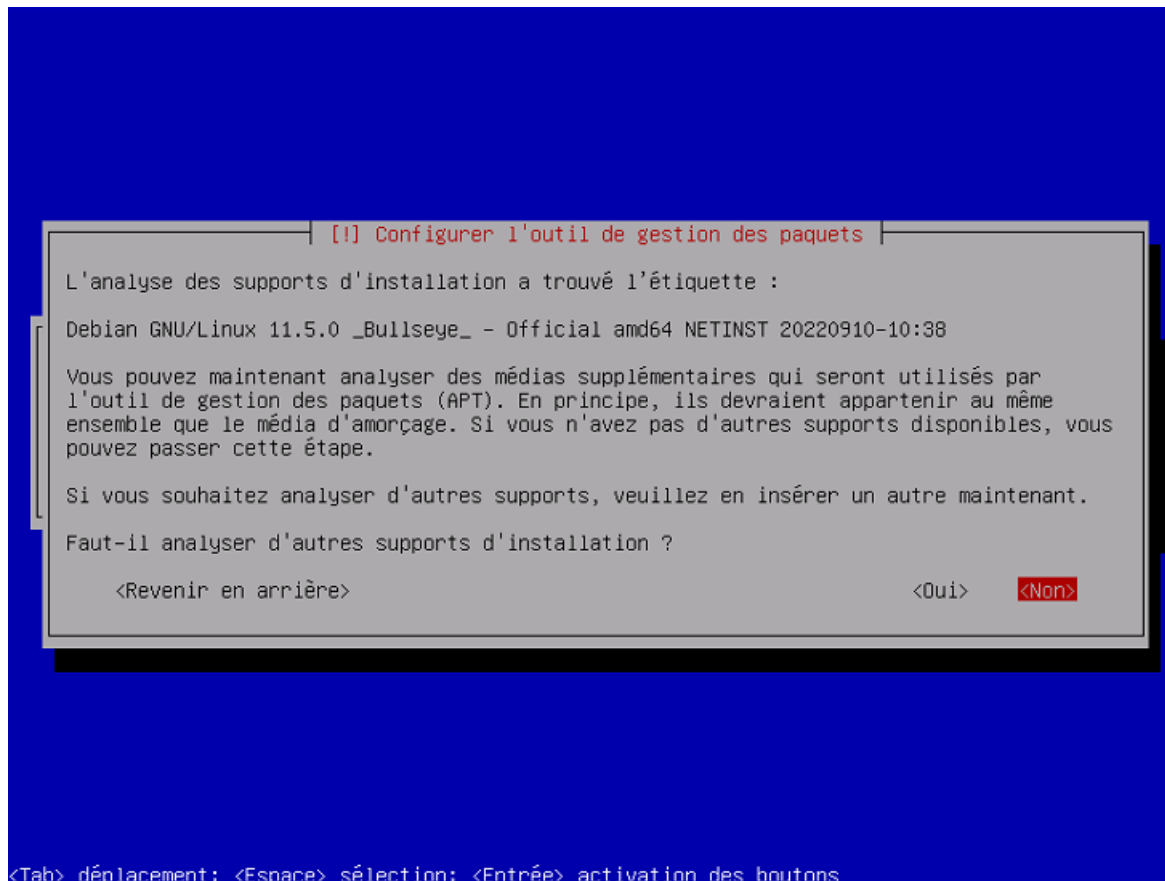 [!] Configurer l'outil de gestion des paquets
L'analyse des supports d'installation a trouvé l’étiquette :
Debian GNU/Linux 11.5.0 _Bullseye_ - Official amd64 NETINST 20220910-10:38
Vous pouvez maintenant analyser des médias supplémentaires qui seront utilisés par
l'outil de gestion des paquets (APT). En principe, ils devraient appartenir au même
ensemble que le média d'amorçage. Si vous n'avez pas d'autres supports disponibles, vous
pouvez passer cette étape.
Si vous souhaitez analyser d'autres supports, veuillez en insérer un autre maintenant.
Faut-il analyser d'autres supports d'installation ?
<Revenir en arrière> <Oui> <Non>
<Tab> déplacement; <Espace> sélection; <Entrée> activation des boutons